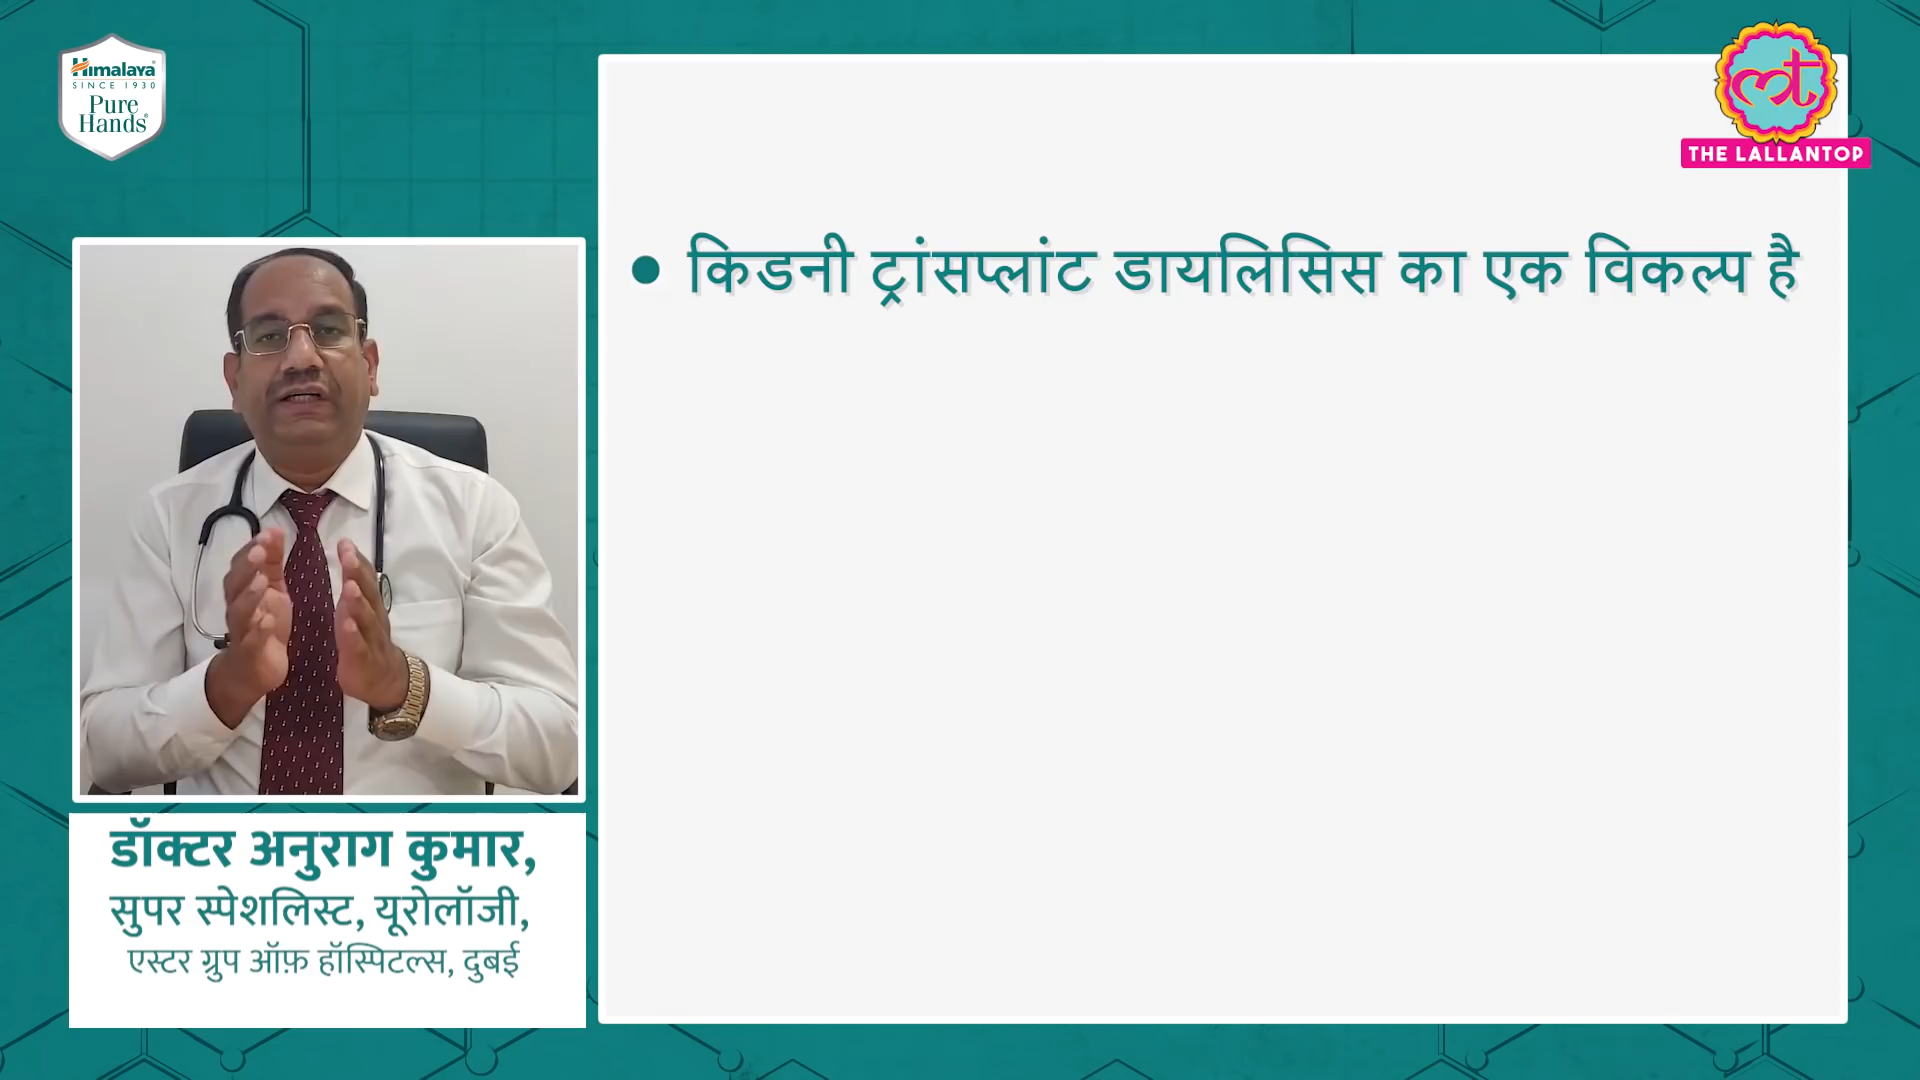 Himalaya
SINCE 1930
Pure
Hands
THE LALLANTOP
• किडनी ट्रांसप्लांट डायलिसिस का एक विकल्प है
डॉक्टर अनुराग कुमार,
सुपर स्पेशलिस्ट, यूरोलॉजी,
एस्टर ग्रुप ऑफ़ हॉस्पिटल्स, दुबई